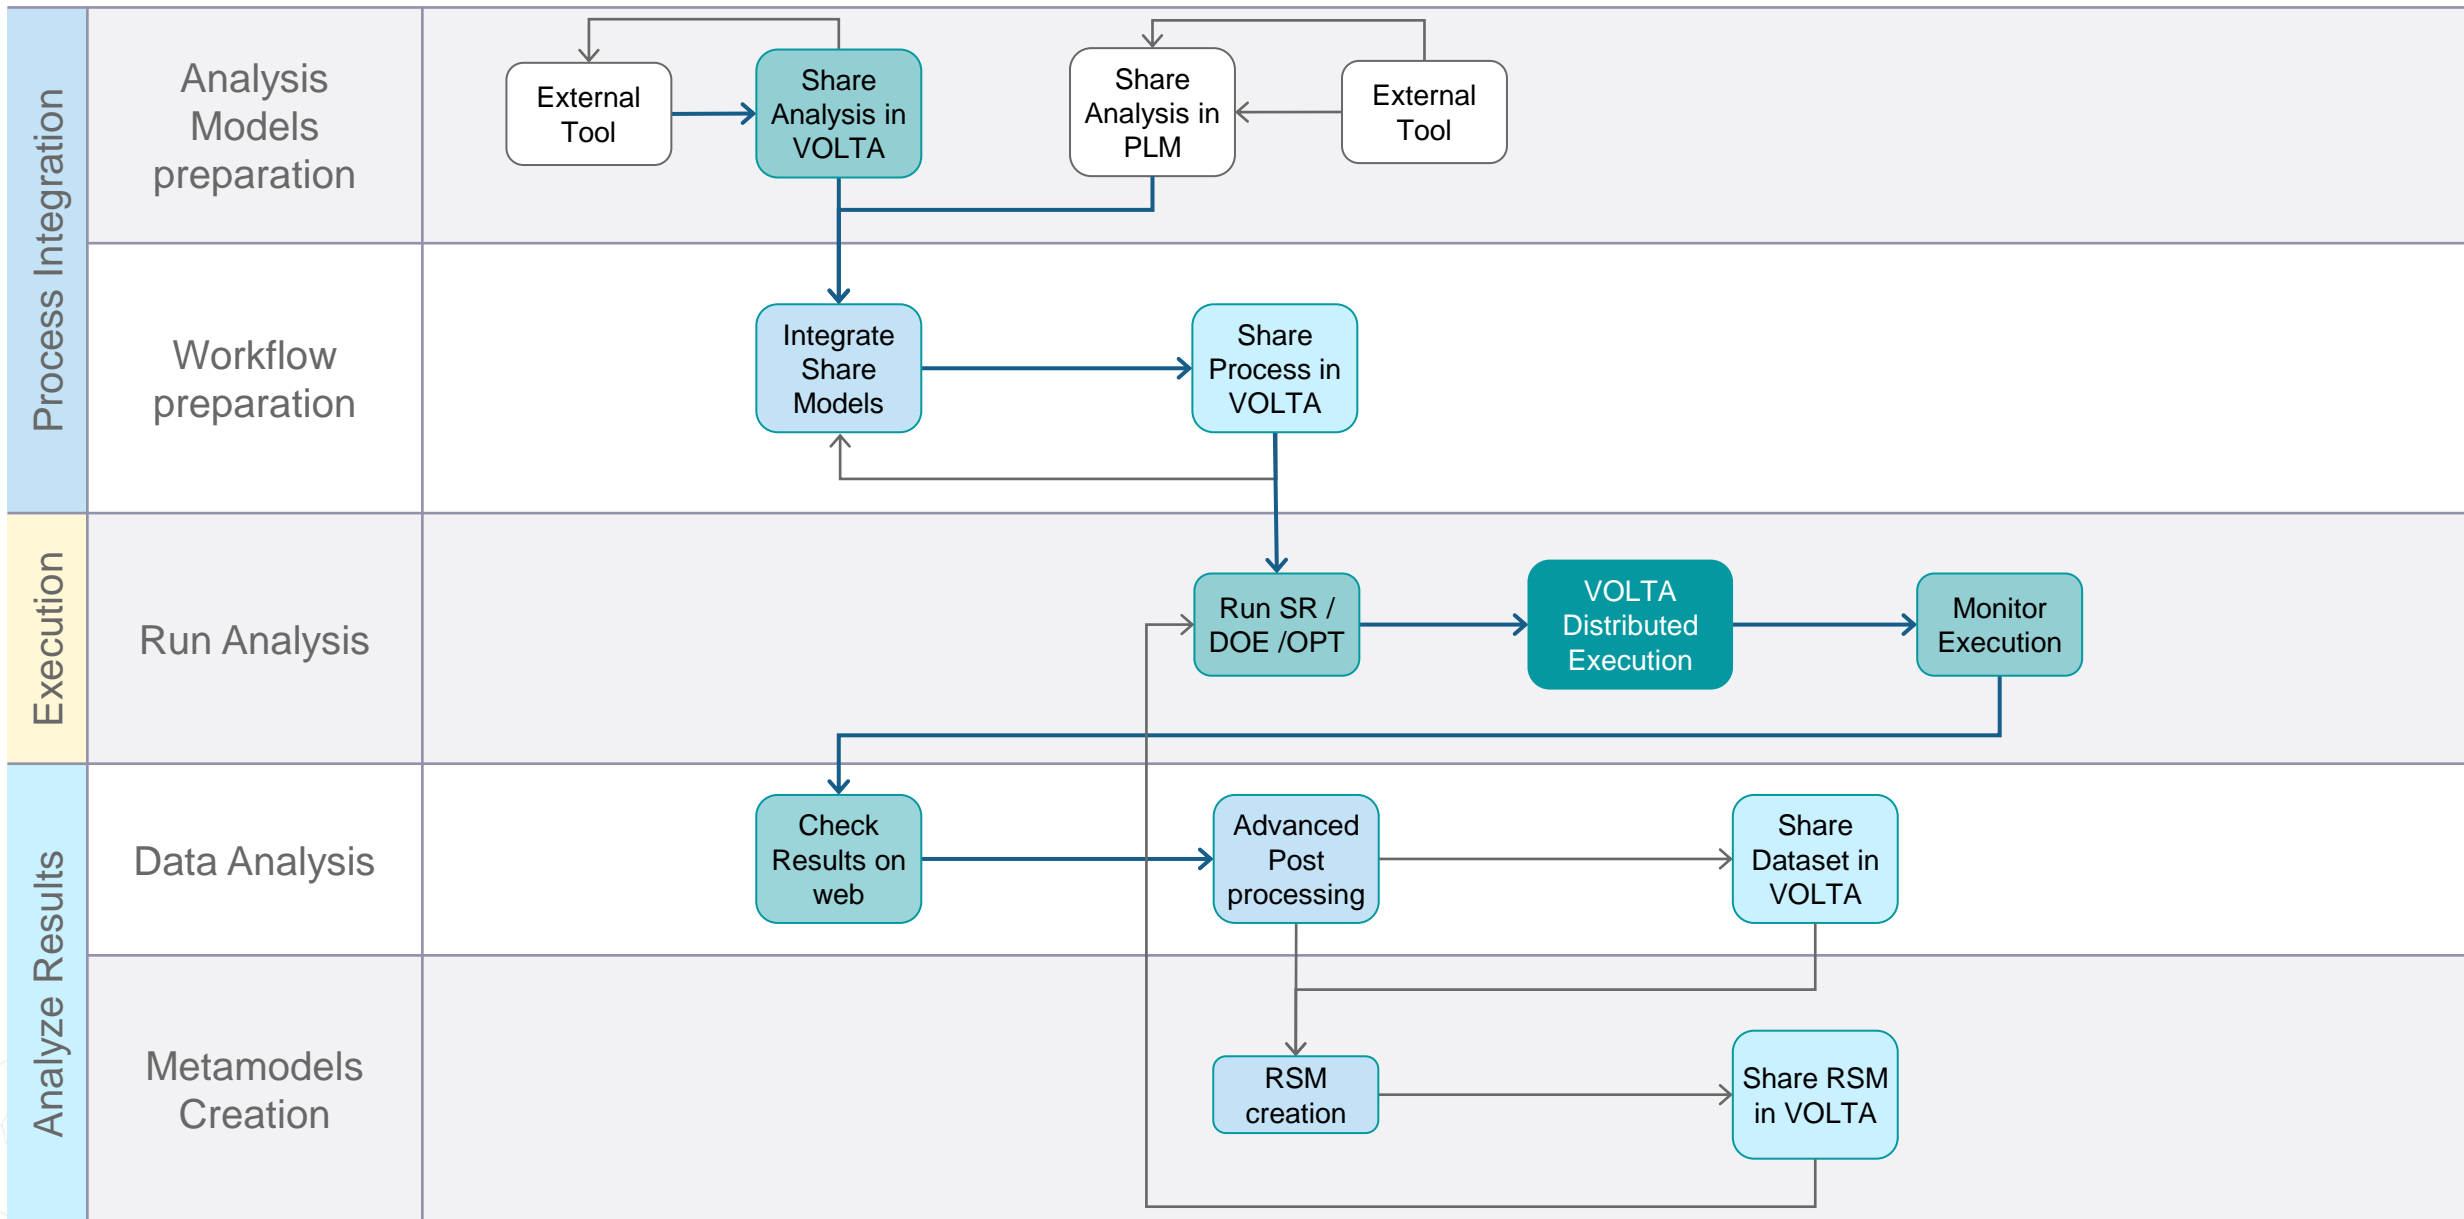 Process Integration
Analysis
Models
preparation
External
Tool
Share
Analysis in
VOLTA
Share
Analysis in
PLM
External
Tool
Workflow
preparation
Integrate
Share
Models
Share
Process in
VOLTA
Execution
Run Analysis
Run SR /
DOE /OPT
VOLTA
Distributed
Execution
Monitor
Execution
Analyze Results
Data Analysis
Check
Results on
web
Advanced
Post
processing
Share
Dataset in
VOLTA
Metamodels
Creation
RSM
creation
Share RSM
in VOLTA